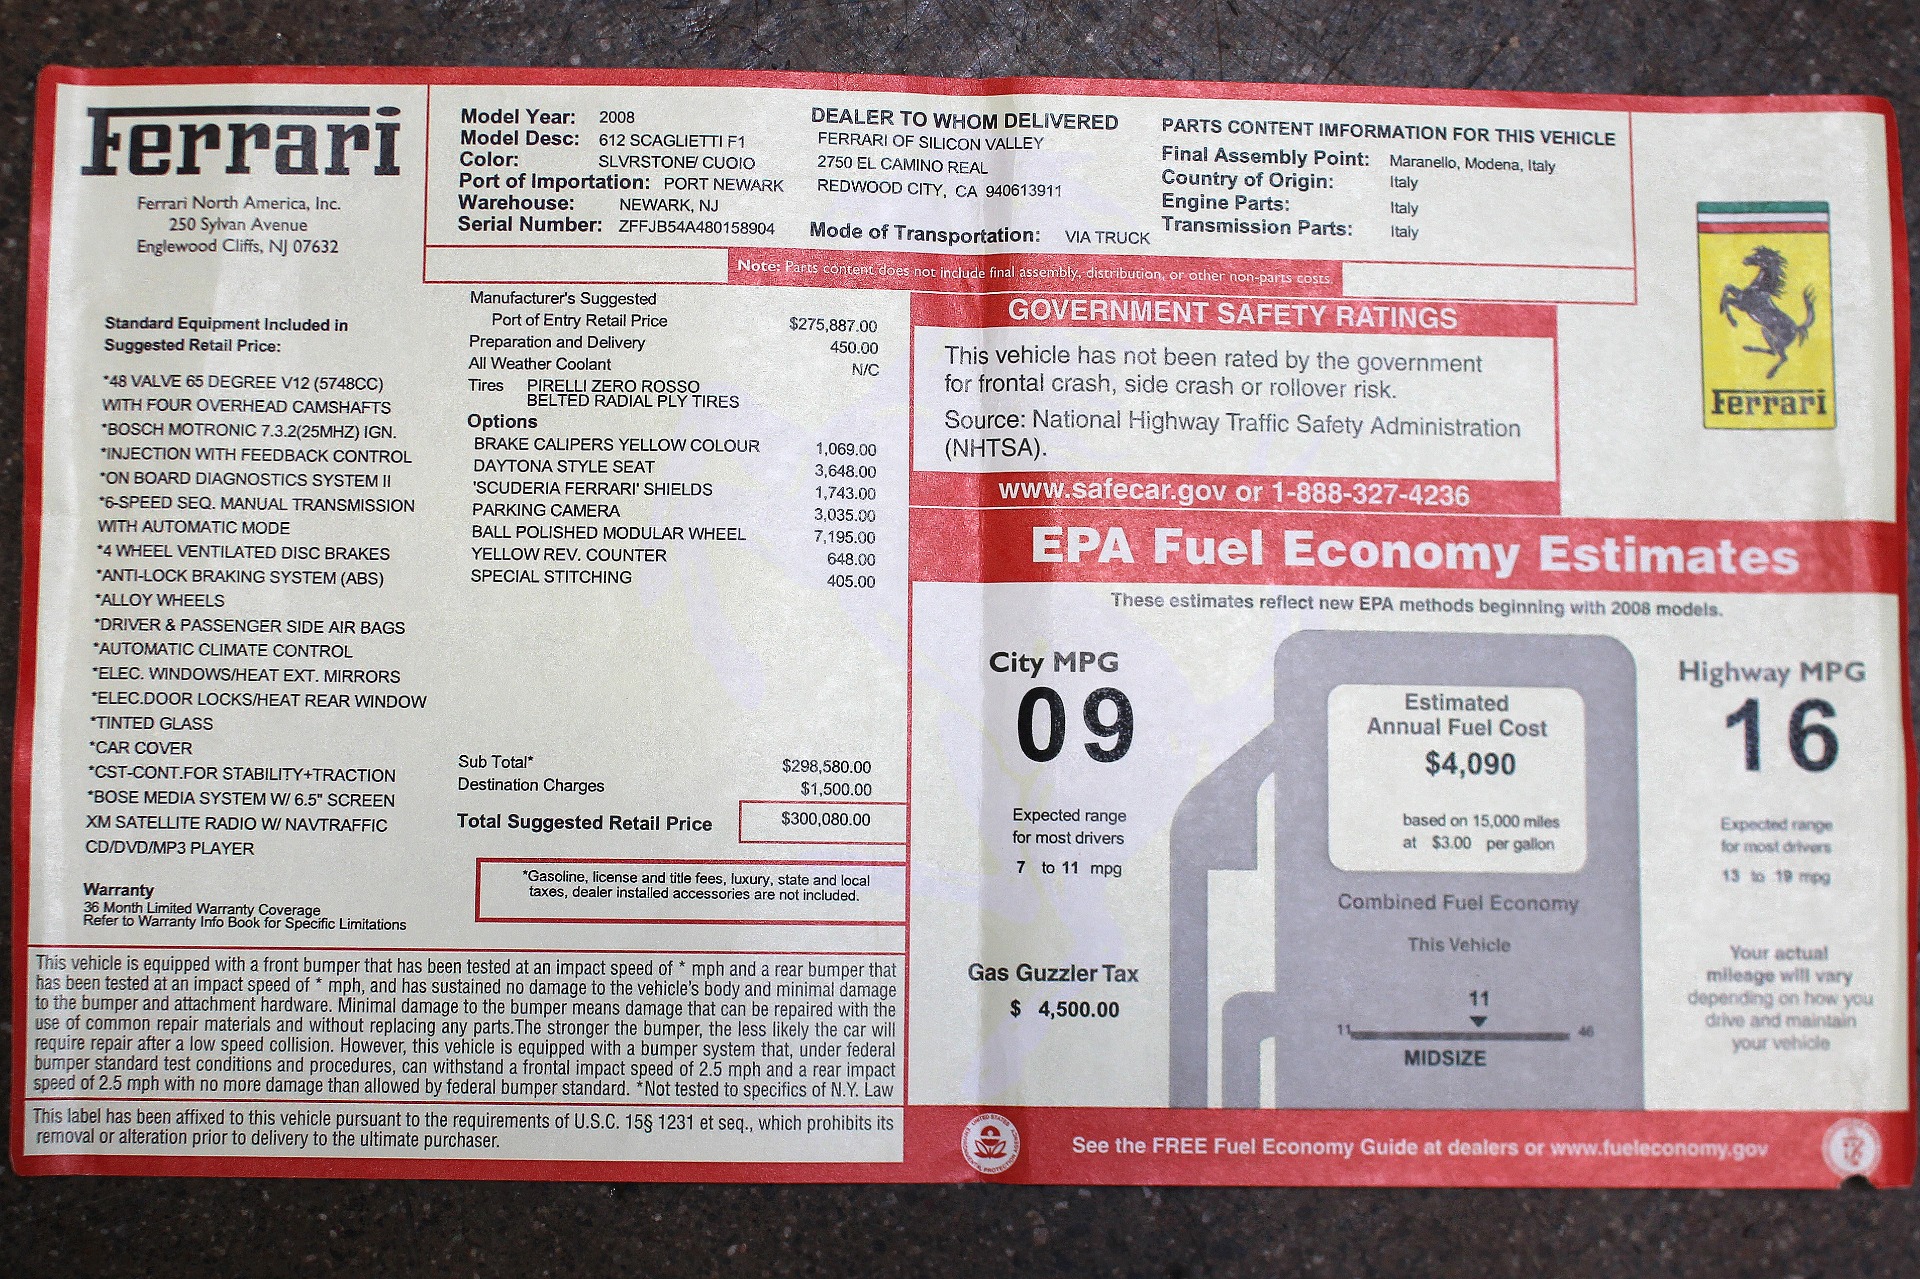 Ferrari
Ferrari North America, Inc.
250 Sylvan Avenue
Englewood Cliffs, NJ 07632
Model Year: 2008
Model Desc: 612 SCAGLIETTI F1
Color: SLVRSTONE/ CUOIO
Port of Importation: PORT NEWARK
Warehouse: NEWARK, NJ
Serial Number: ZFFJB54A480158904
DEALER TO WHOM DELIVERED
FERRARI OF SILICON VALLEY
2750 EL CAMINO REAL
REDWOOD CITY, CA 940613911
Mode of Transportation: VIA TRUCK
PARTS CONTENT IMFORMATION FOR THIS VEHICLE
Final Assembly Point: Maranello, Modena, Italy
Country of Origin: Italy
Engine Parts: Italy
Transmission Parts: Italy
Note: Parts content does not include final assembly, distribution, or other non-parts costs.
Ferrari
Standard Equipment Included in
Suggested Retail Price:
*48 VALVE 65 DEGREE V12 (5748CC)
WITH FOUR OVERHEAD CAMSHAFTS
*BOSCH MOTRONIC 7.3.2(25MHZ) IGN.
*INJECTION WITH FEEDBACK CONTROL
*ON BOARD DIAGNOSTICS SYSTEM II
*6-SPEED SEQ. MANUAL TRANSMISSION
WITH AUTOMATIC MODE
*4 WHEEL VENTILATED DISC BRAKES
*ANTI-LOCK BRAKING SYSTEM (ABS)
*ALLOY WHEELS
*DRIVER & PASSENGER SIDE AIR BAGS
*AUTOMATIC CLIMATE CONTROL
*ELEC. WINDOWS/HEAT EXT. MIRRORS
*ELEC.DOOR LOCKS/HEAT REAR WINDOW
*TINTED GLASS
*CAR COVER
*CST-CONT.FOR STABILITY+TRACTION
*BOSE MEDIA SYSTEM W/ 6.5" SCREEN
XM SATELLITE RADIO W/ NAVTRAFFIC
CD/DVD/MP3 PLAYER
Warranty
36 Month Limited Warranty Coverage
Refer to Warranty Info Book for Specific Limitations
Manufacturer's Suggested
Port of Entry Retail Price $275,887.00
Preparation and Delivery 450.00
All Weather Coolant N/C
Tires PIRELLI ZERO ROSSO
BELTED RADIAL PLY TIRES
Options
BRAKE CALIPERS YELLOW COLOUR 1,069.00
DAYTONA STYLE SEAT 3,648.00
'SCUDERIA FERRARI' SHIELDS 1,743.00
PARKING CAMERA 3,035.00
BALL POLISHED MODULAR WHEEL 7,195.00
YELLOW REV. COUNTER 648.00
SPECIAL STITCHING 405.00
Sub Total* $298,580.00
Destination Charges $1,500.00
Total Suggested Retail Price $300,080.00
*Gasoline, license and title fees, luxury, state and local
taxes, dealer installed accessories are not included.
This vehicle is equipped with a front bumper that has been tested at an impact speed of * mph and a rear bumper that
has been tested at an impact speed of * mph, and has sustained no damage to the vehicle's body and minimal damage
to the bumper and attachment hardware. Minimal damage to the bumper means damage that can be repaired with the
use of common repair materials and without replacing any parts.The stronger the bumper, the less likely the car will
require repair after a low speed collision. However, this vehicle is equipped with a bumper system that, under federal
bumper standard test conditions and procedures, can withstand a frontal impact speed of 2.5 mph and a rear impact
speed of 2.5 mph with no more damage than allowed by federal bumper standard. *Not tested to specifics of N.Y. Law
This label has been affixed to this vehicle pursuant to the requirements of U.S.C. 15§ 1231 et seq., which prohibits its
removal or alteration prior to delivery to the ultimate purchaser.
GOVERNMENT SAFETY RATINGS
This vehicle has not been rated by the government
for frontal crash, side crash or rollover risk.
Source: National Highway Traffic Safety Administration
(NHTSA).
www.safecar.gov or 1-888-327-4236
EPA Fuel Economy Estimates
These estimates reflect new EPA methods beginning with 2008 models.
City MPG
09
Expected range
for most drivers
7 to 11 mpg
Gas Guzzler Tax
$ 4,500.00
Estimated
Annual Fuel Cost
$4,090
based on 15,000 miles
at $3.00 per gallon
Combined Fuel Economy
This Vehicle
11
11 46
MIDSIZE
Highway MPG
16
Expected range
for most drivers
13 to 19 mpg
Your actual
mileage will vary
depending on how you
drive and maintain
your vehicle
See the FREE Fuel Economy Guide at dealers or www.fueleconomy.gov